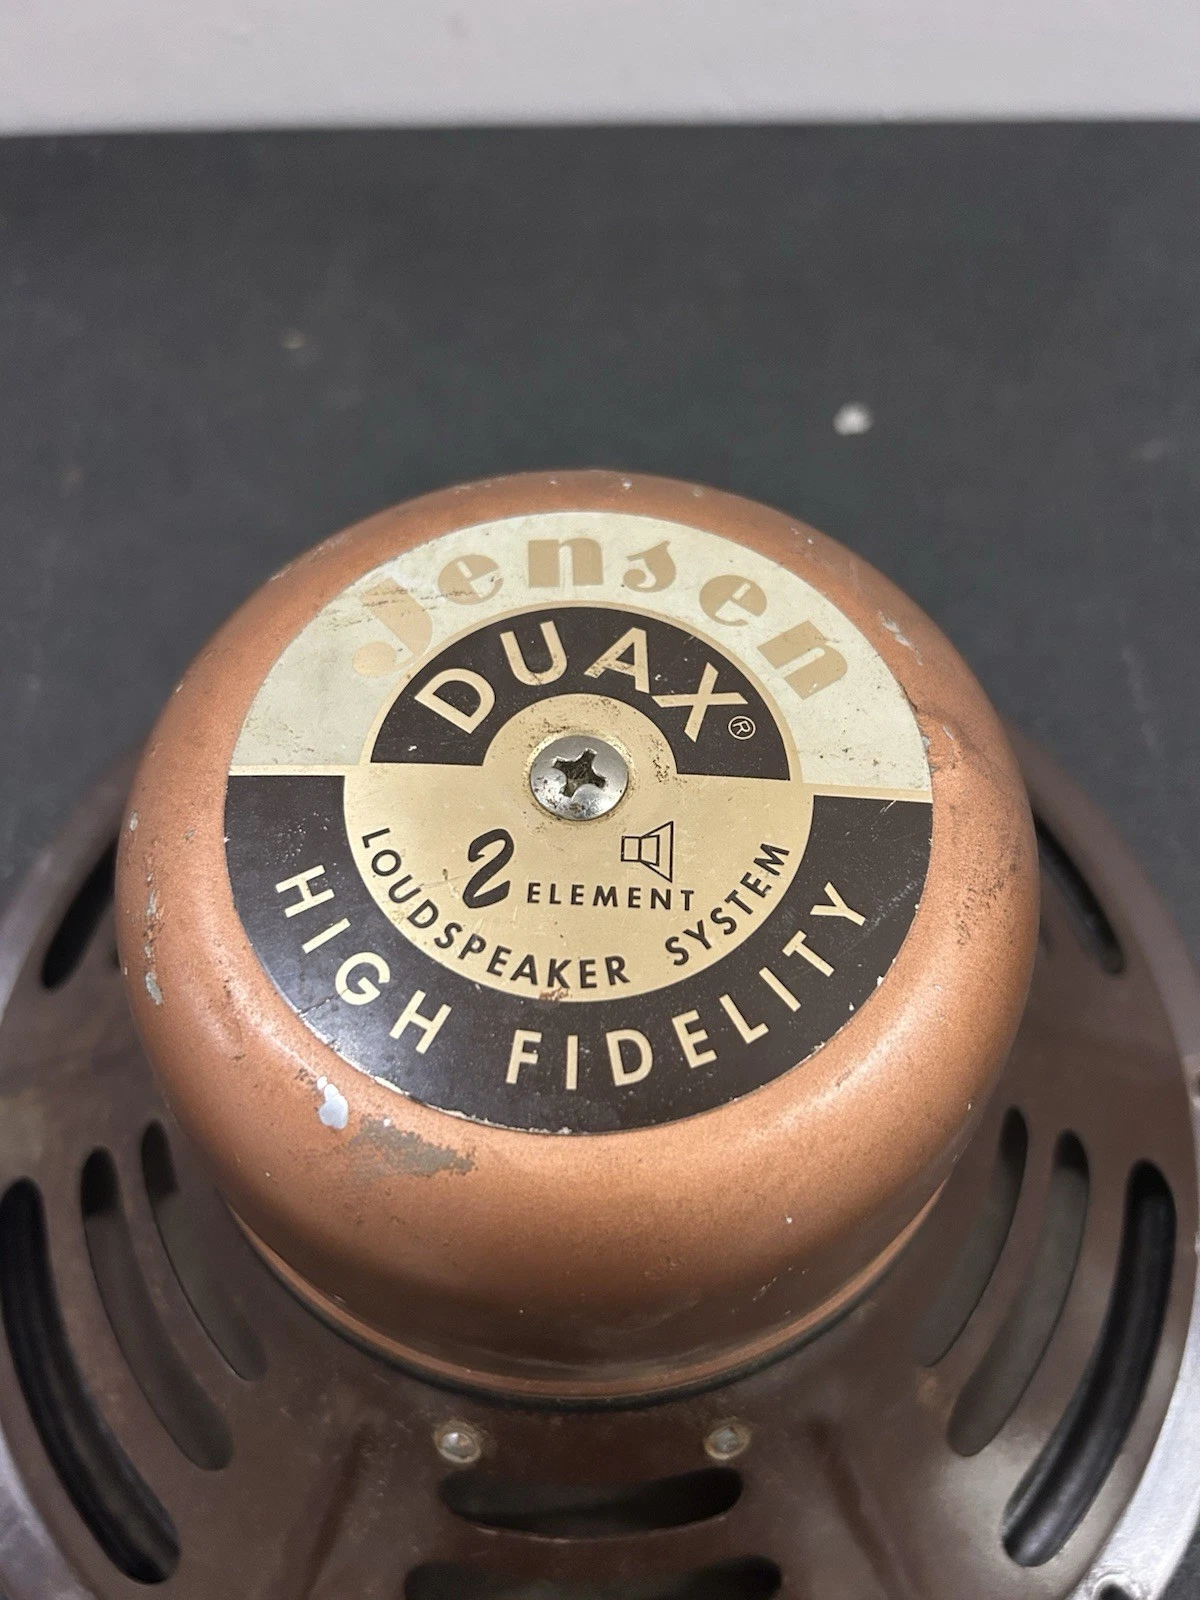 Jensen
DUAX®
2 ELEMENT
LOUDSPEAKER SYSTEM
HIGH FIDELITY